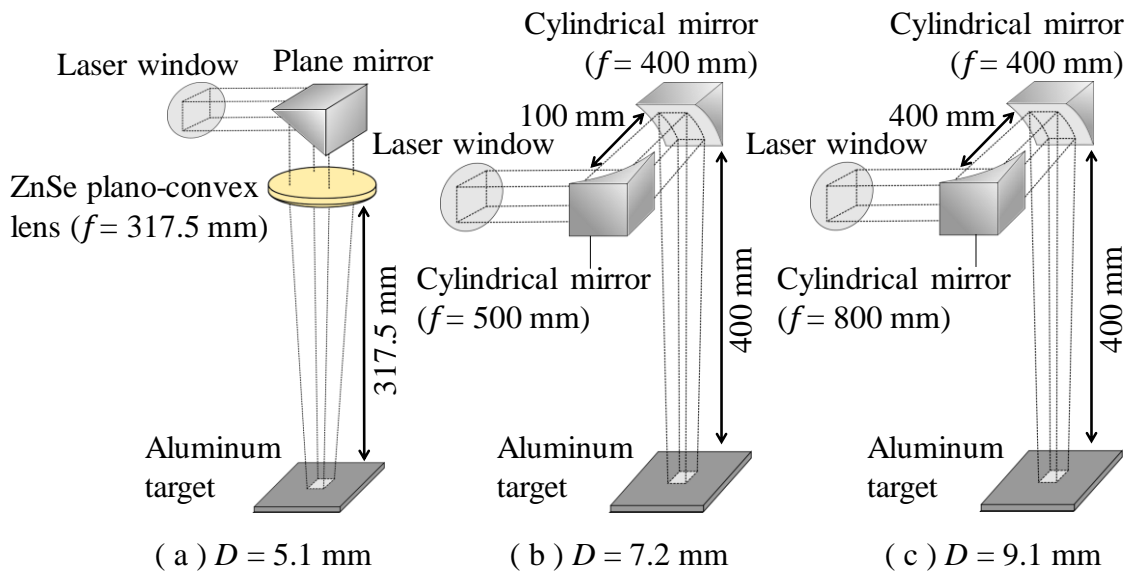 Laser window
Plane mirror
ZnSe plano-convex
lens (f = 317.5 mm)
317.5 mm
Aluminum
target
( a ) D = 5.1 mm
Cylindrical mirror
(f = 400 mm)
100 mm
Laser window
Cylindrical mirror
(f = 500 mm)
400 mm
Aluminum
target
( b ) D = 7.2 mm
Cylindrical mirror
(f = 400 mm)
400 mm
Laser window
Cylindrical mirror
(f = 800 mm)
400 mm
Aluminum
target
( c ) D = 9.1 mm